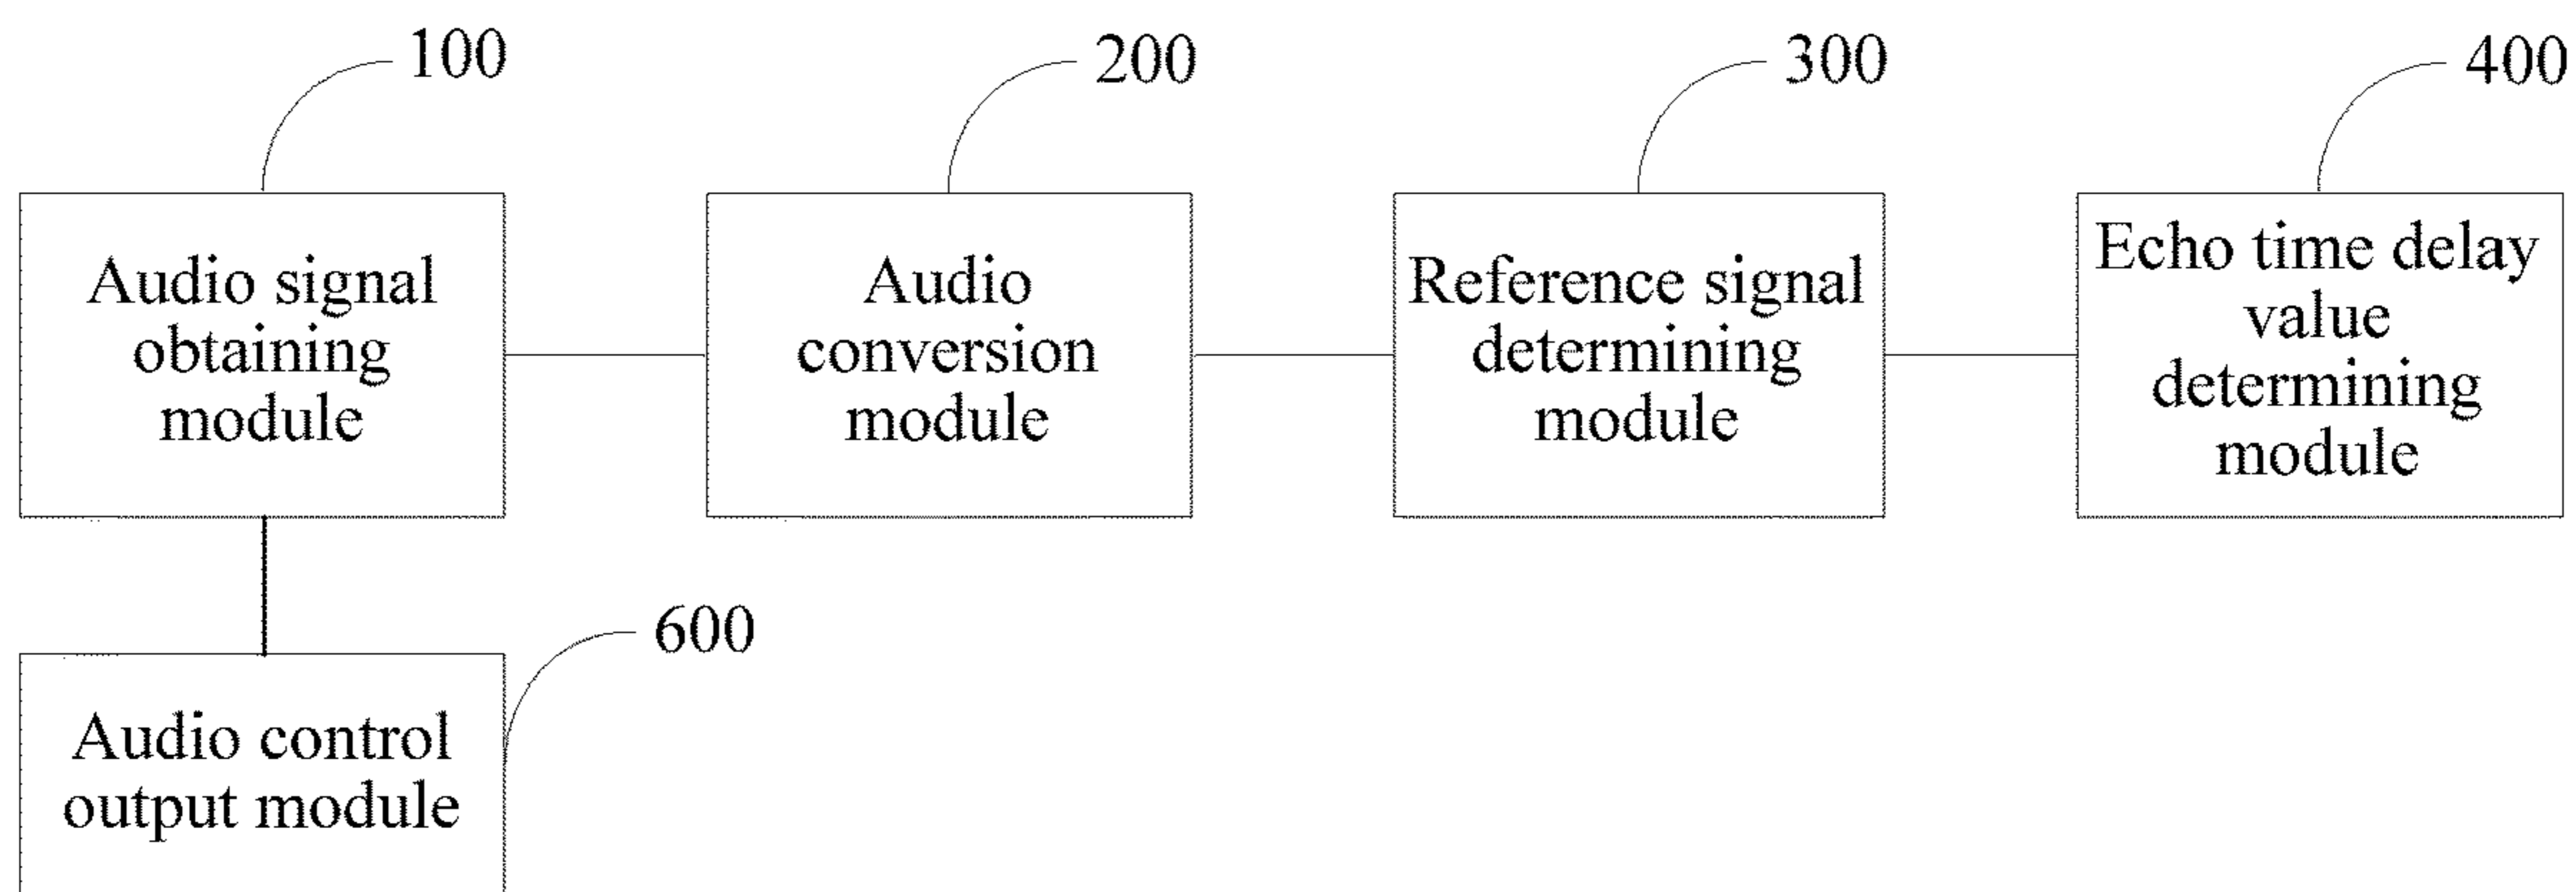 100
200
300
400
Audio signal
obtaining
module
Audio
conversion
module
Reference signal
determining
module
Echo time delay
value
determining
module
600
Audio control
output module